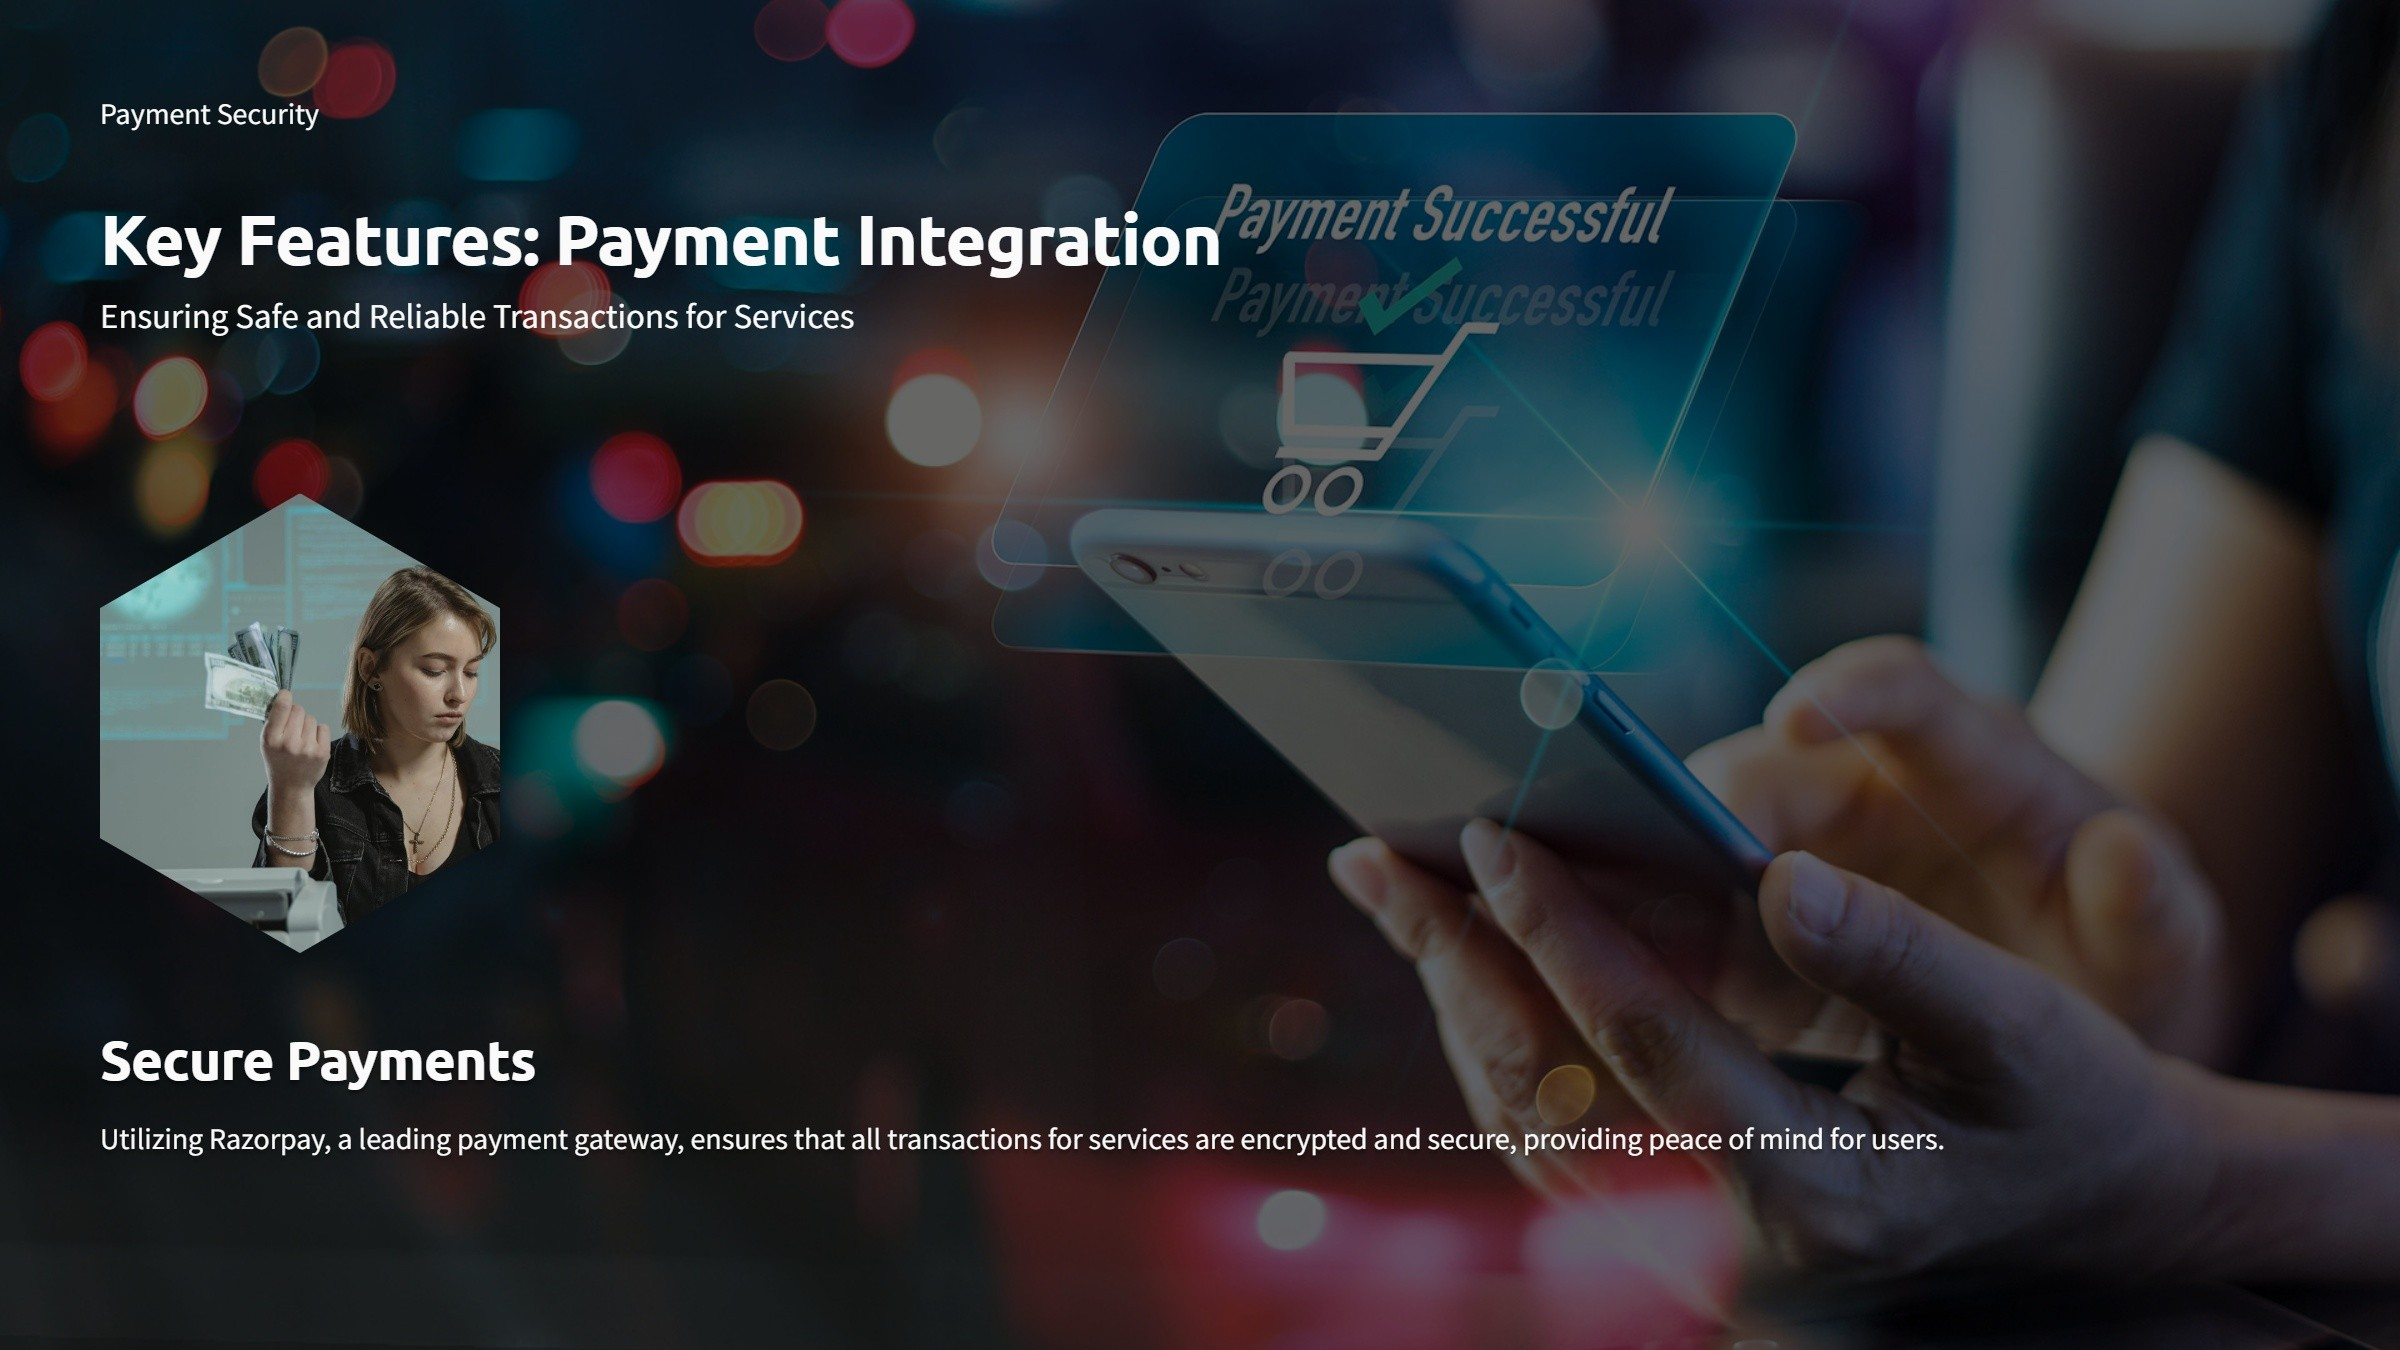 Payment Security
Key Features: Payment Integration
Ensuring Safe and Reliable Transactions for Services
Payment Successful
Payment Successful
Secure Payments
Utilizing Razorpay, a leading payment gateway, ensures that all transactions for services are encrypted and secure, providing peace of mind for users.